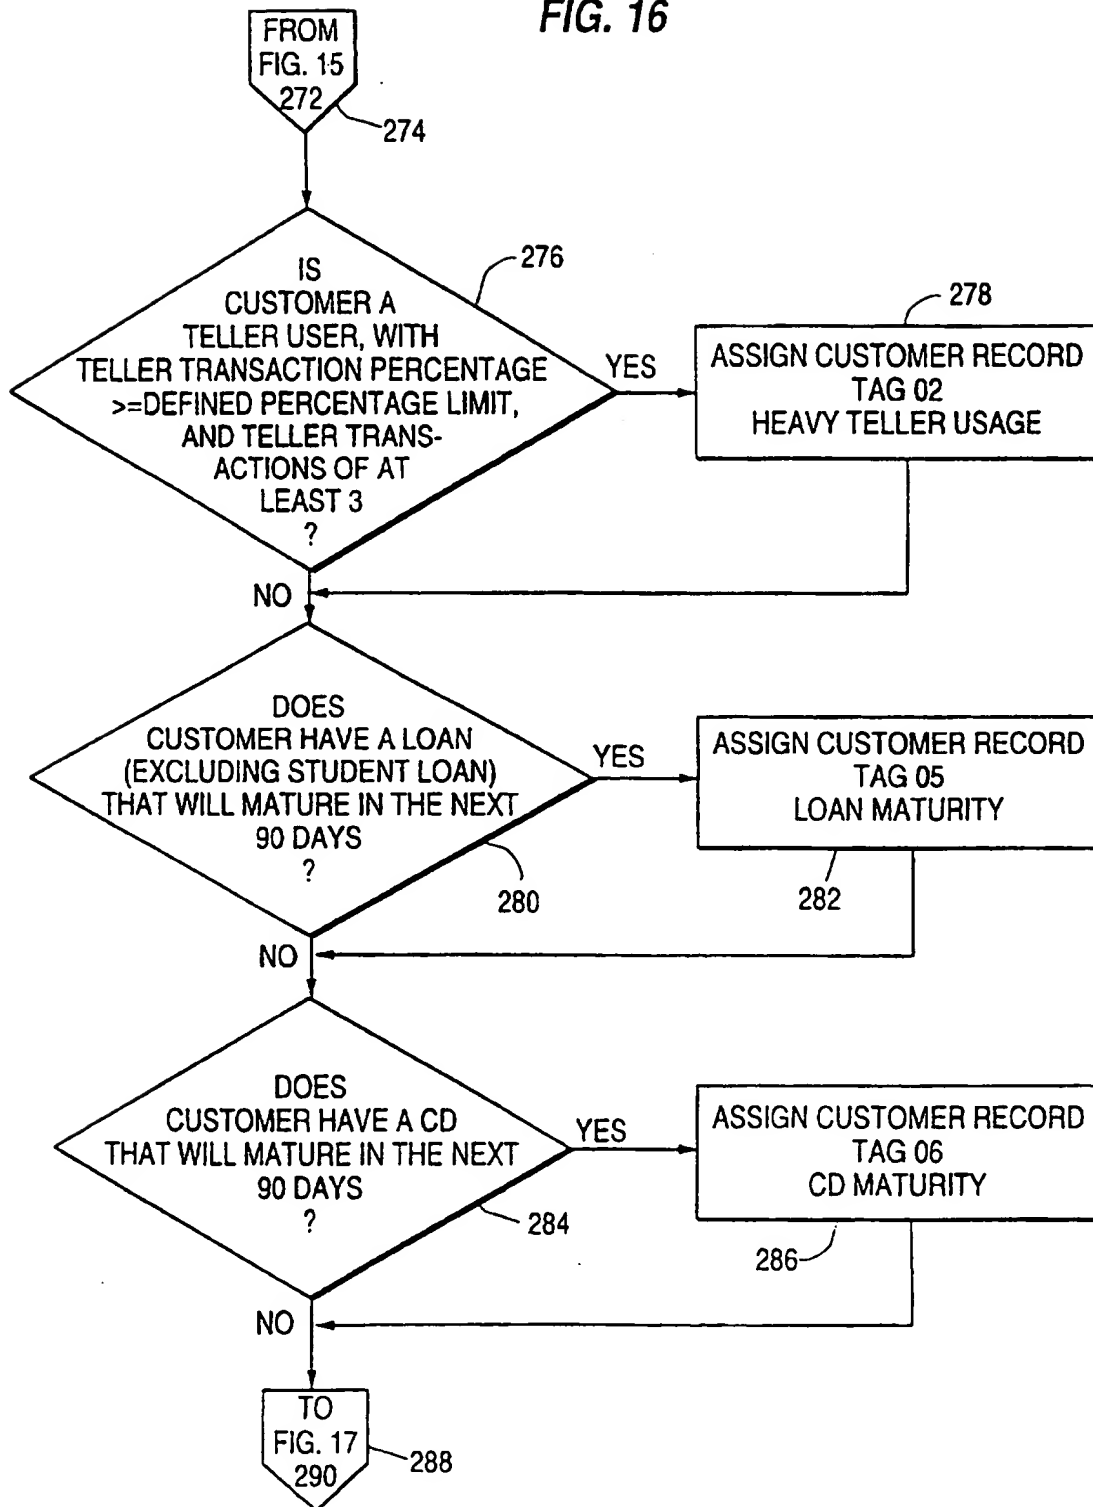 FIG. 16
FROM
FIG. 15
272
274
IS
CUSTOMER A
TELLER USER, WITH
TELLER TRANSACTION PERCENTAGE
>=DEFINED PERCENTAGE LIMIT,
AND TELLER TRANS-
ACTIONS OF AT
LEAST 3
?
276
YES
278
ASSIGN CUSTOMER RECORD
TAG 02
HEAVY TELLER USAGE
NO
DOES
CUSTOMER HAVE A LOAN
(EXCLUDING STUDENT LOAN)
THAT WILL MATURE IN THE NEXT
90 DAYS
?
280
YES
ASSIGN CUSTOMER RECORD
TAG 05
LOAN MATURITY
282
NO
DOES
CUSTOMER HAVE A CD
THAT WILL MATURE IN THE NEXT
90 DAYS
?
284
YES
ASSIGN CUSTOMER RECORD
TAG 06
CD MATURITY
286
NO
TO
FIG. 17
290
288